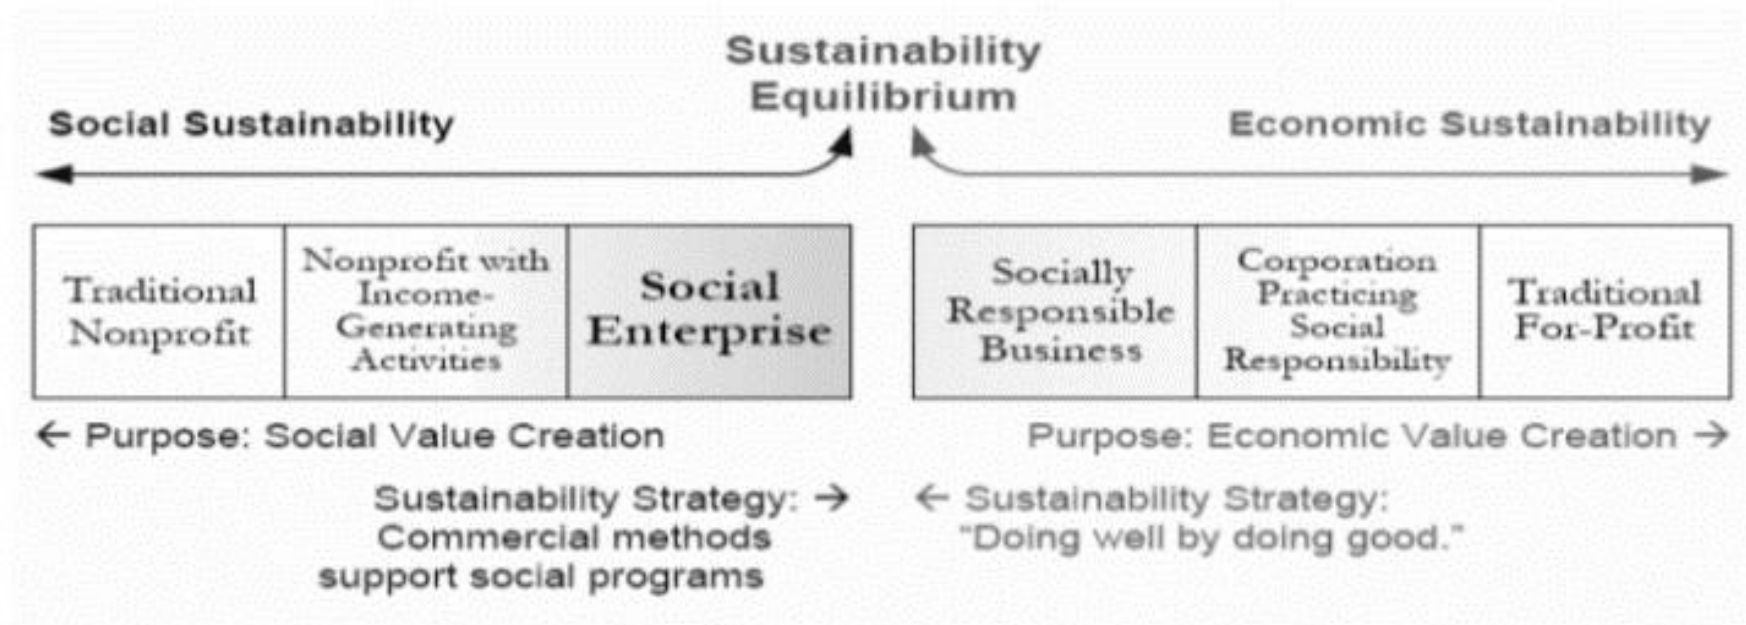 Sustainability
Equilibrium
Social Sustainability
Economic Sustainability
Traditional
Nonprofit
Nonprofit with
Income-
Generating
Activities
Social
Enterprise
Socially
Responsible
Business
Corporation
Practicing
Social
Responsibility
Traditional
For-Profit
← Purpose: Social Value Creation
Purpose: Economic Value Creation →
Sustainability Strategy: →
Commercial methods
support social programs
← Sustainability Strategy:
"Doing well by doing good."